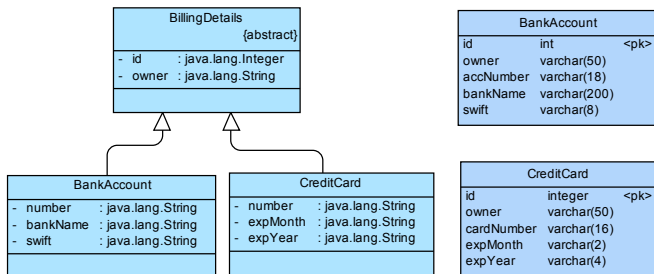 BillingDetails
{abstract}
- id : java.lang.Integer
- owner : java.lang.String
BankAccount
- number : java.lang.String
- bankName : java.lang.String
- swift : java.lang.String
CreditCard
- number : java.lang.String
- expMonth : java.lang.String
- expYear : java.lang.String
BankAccount
id int <pk>
owner varchar(50)
accNumber varchar(18)
bankName varchar(200)
swift varchar(8)
CreditCard
id integer <pk>
owner varchar(50)
cardNumber varchar(16)
expMonth varchar(2)
expYear varchar(4)